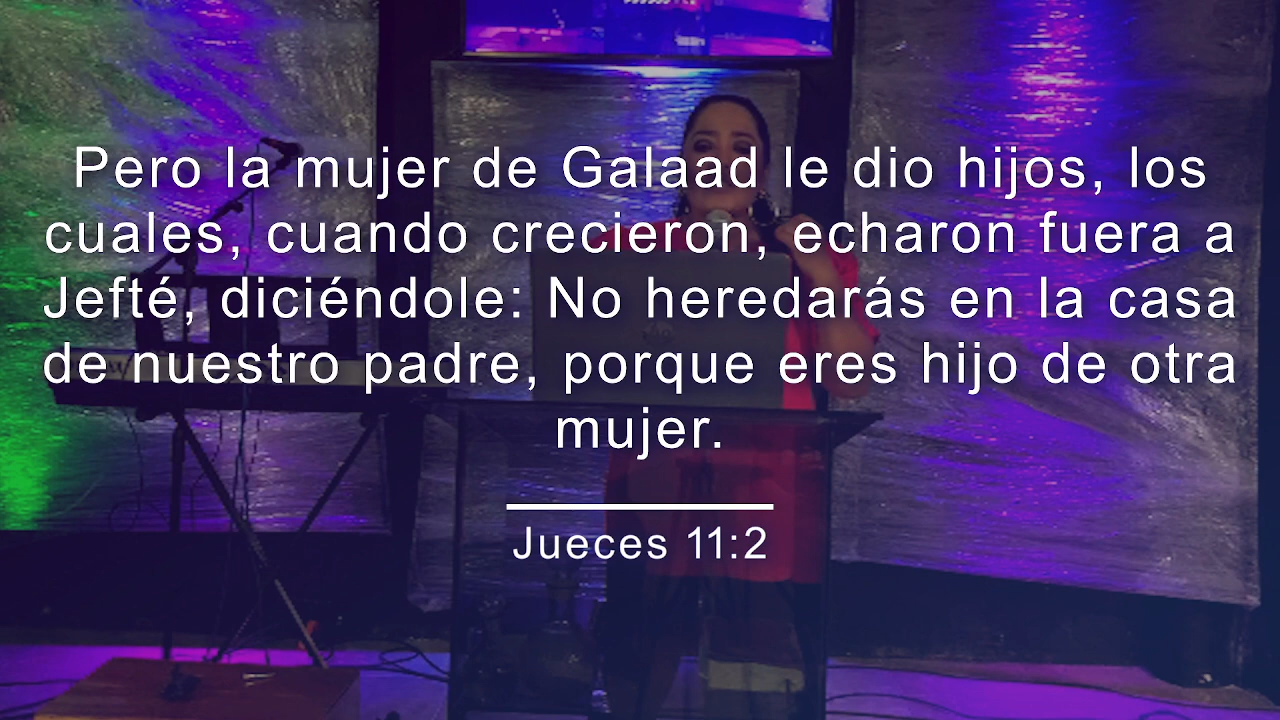 Pero la mujer de Galaad le dio hijos, los
cuales, cuando crecieron, echaron fuera a
Jefté, diciéndole: No heredarás en la casa
de nuestro padre, porque eres hijo de otra
mujer.
Jueces 11:2